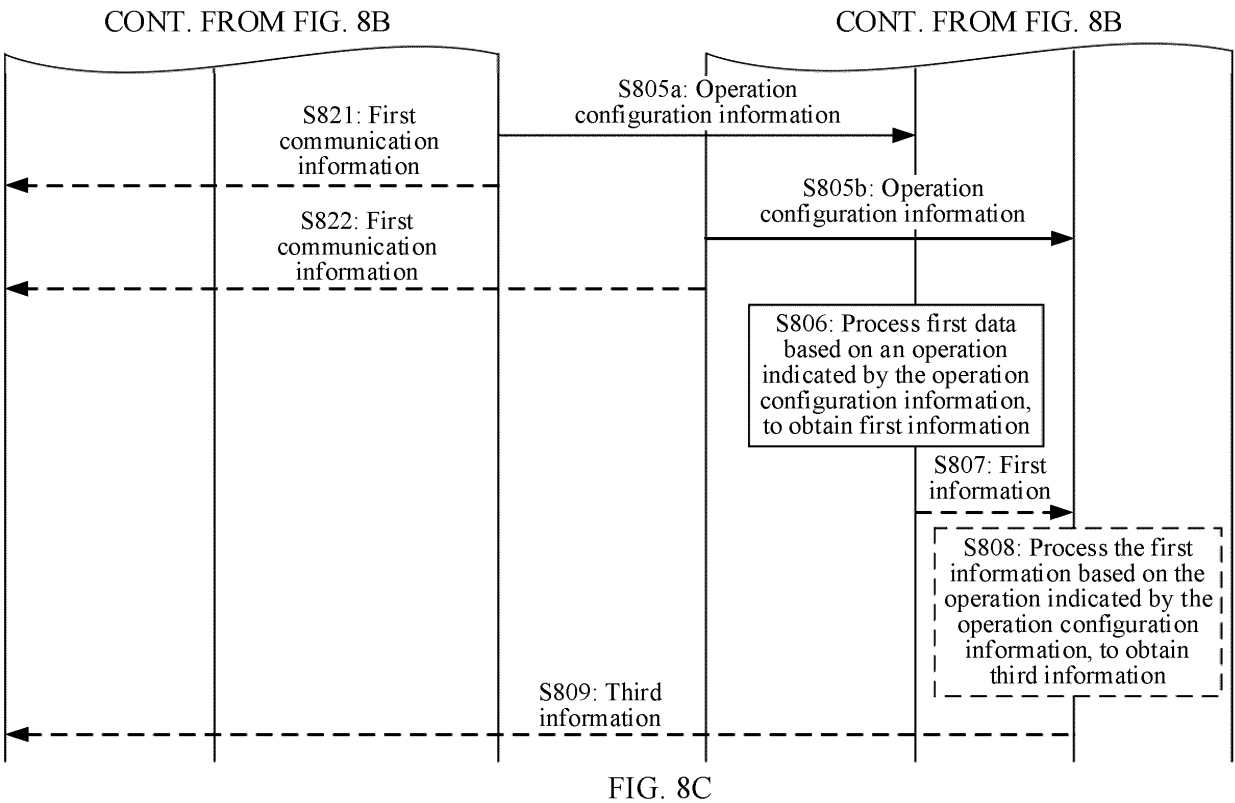 CONT. FROM FIG. 8B
CONT. FROM FIG. 8B
S805a: Operation
configuration information
S821: First
communication
information
S805b: Operation
configuration information
S822: First
communication
information
S806: Process first data
based on an operation
indicated by the operation
configuration information,
to obtain first information
S807: First
information
S808: Process the first
information based on the
operation indicated by the
operation configuration
information, to obtain
third information
S809: Third
information
FIG. 8C